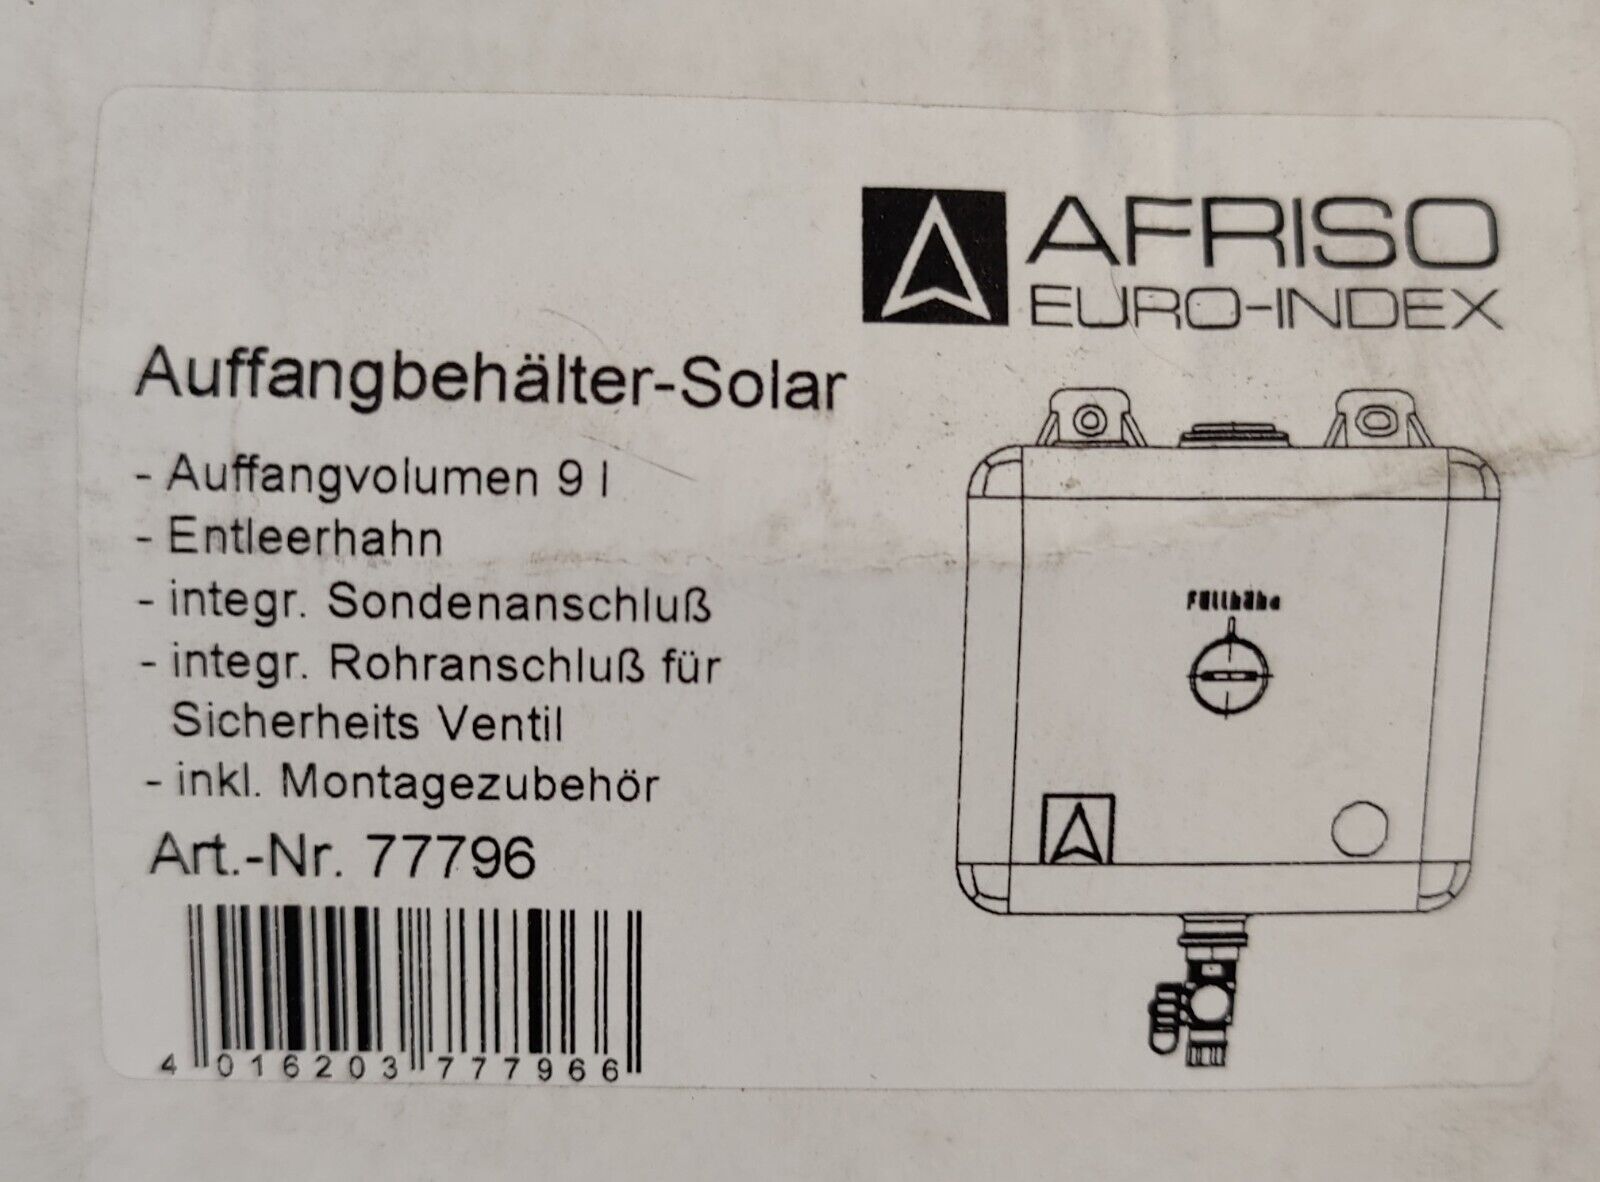 AFRISO
EURO-INDEX
Auffangbehälter-Solar
- Auffangvolumen 9 l
- Entleerhahn
- integr. Sondenanschluß
- integr. Rohranschluß für
Sicherheits Ventil
- inkl. Montagezubehör
Art.-Nr. 77796
4 016203 777966
Füllhöhe